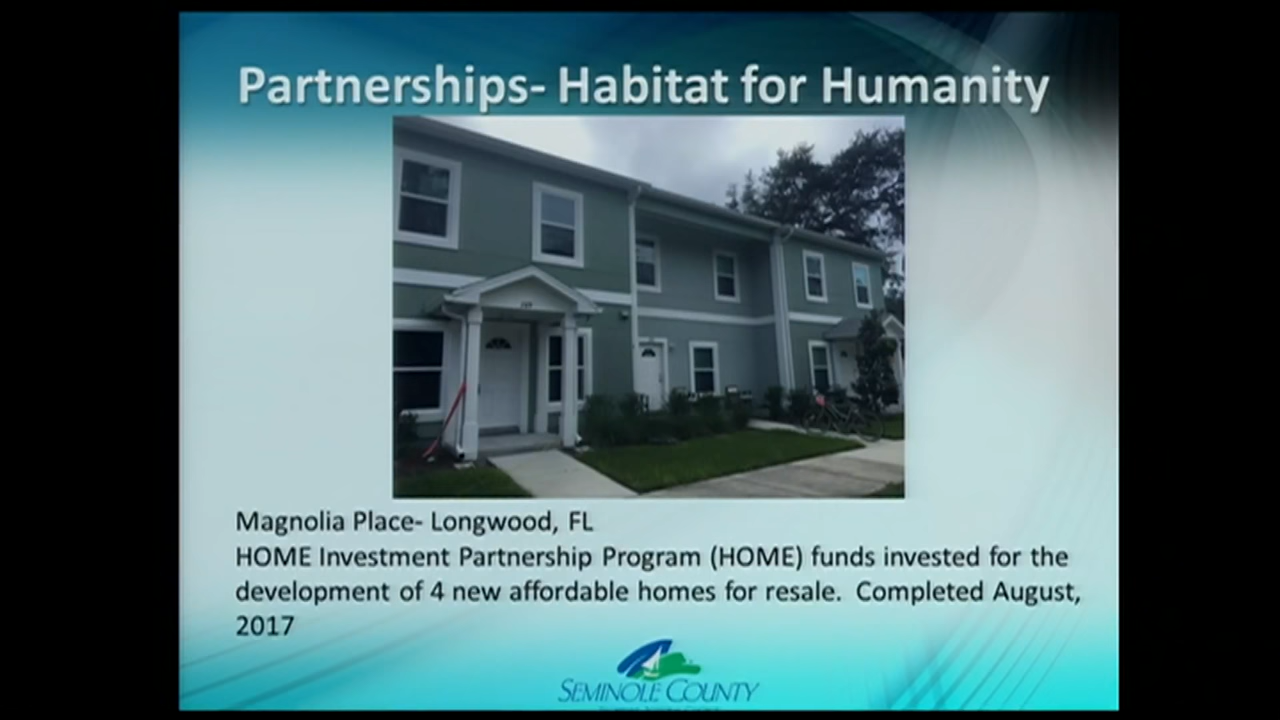 Partnerships- Habitat for Humanity
Magnolia Place- Longwood, FL
HOME Investment Partnership Program (HOME) funds invested for the
development of 4 new affordable homes for resale.  Completed August,
2017
SEMINOLE COUNTY